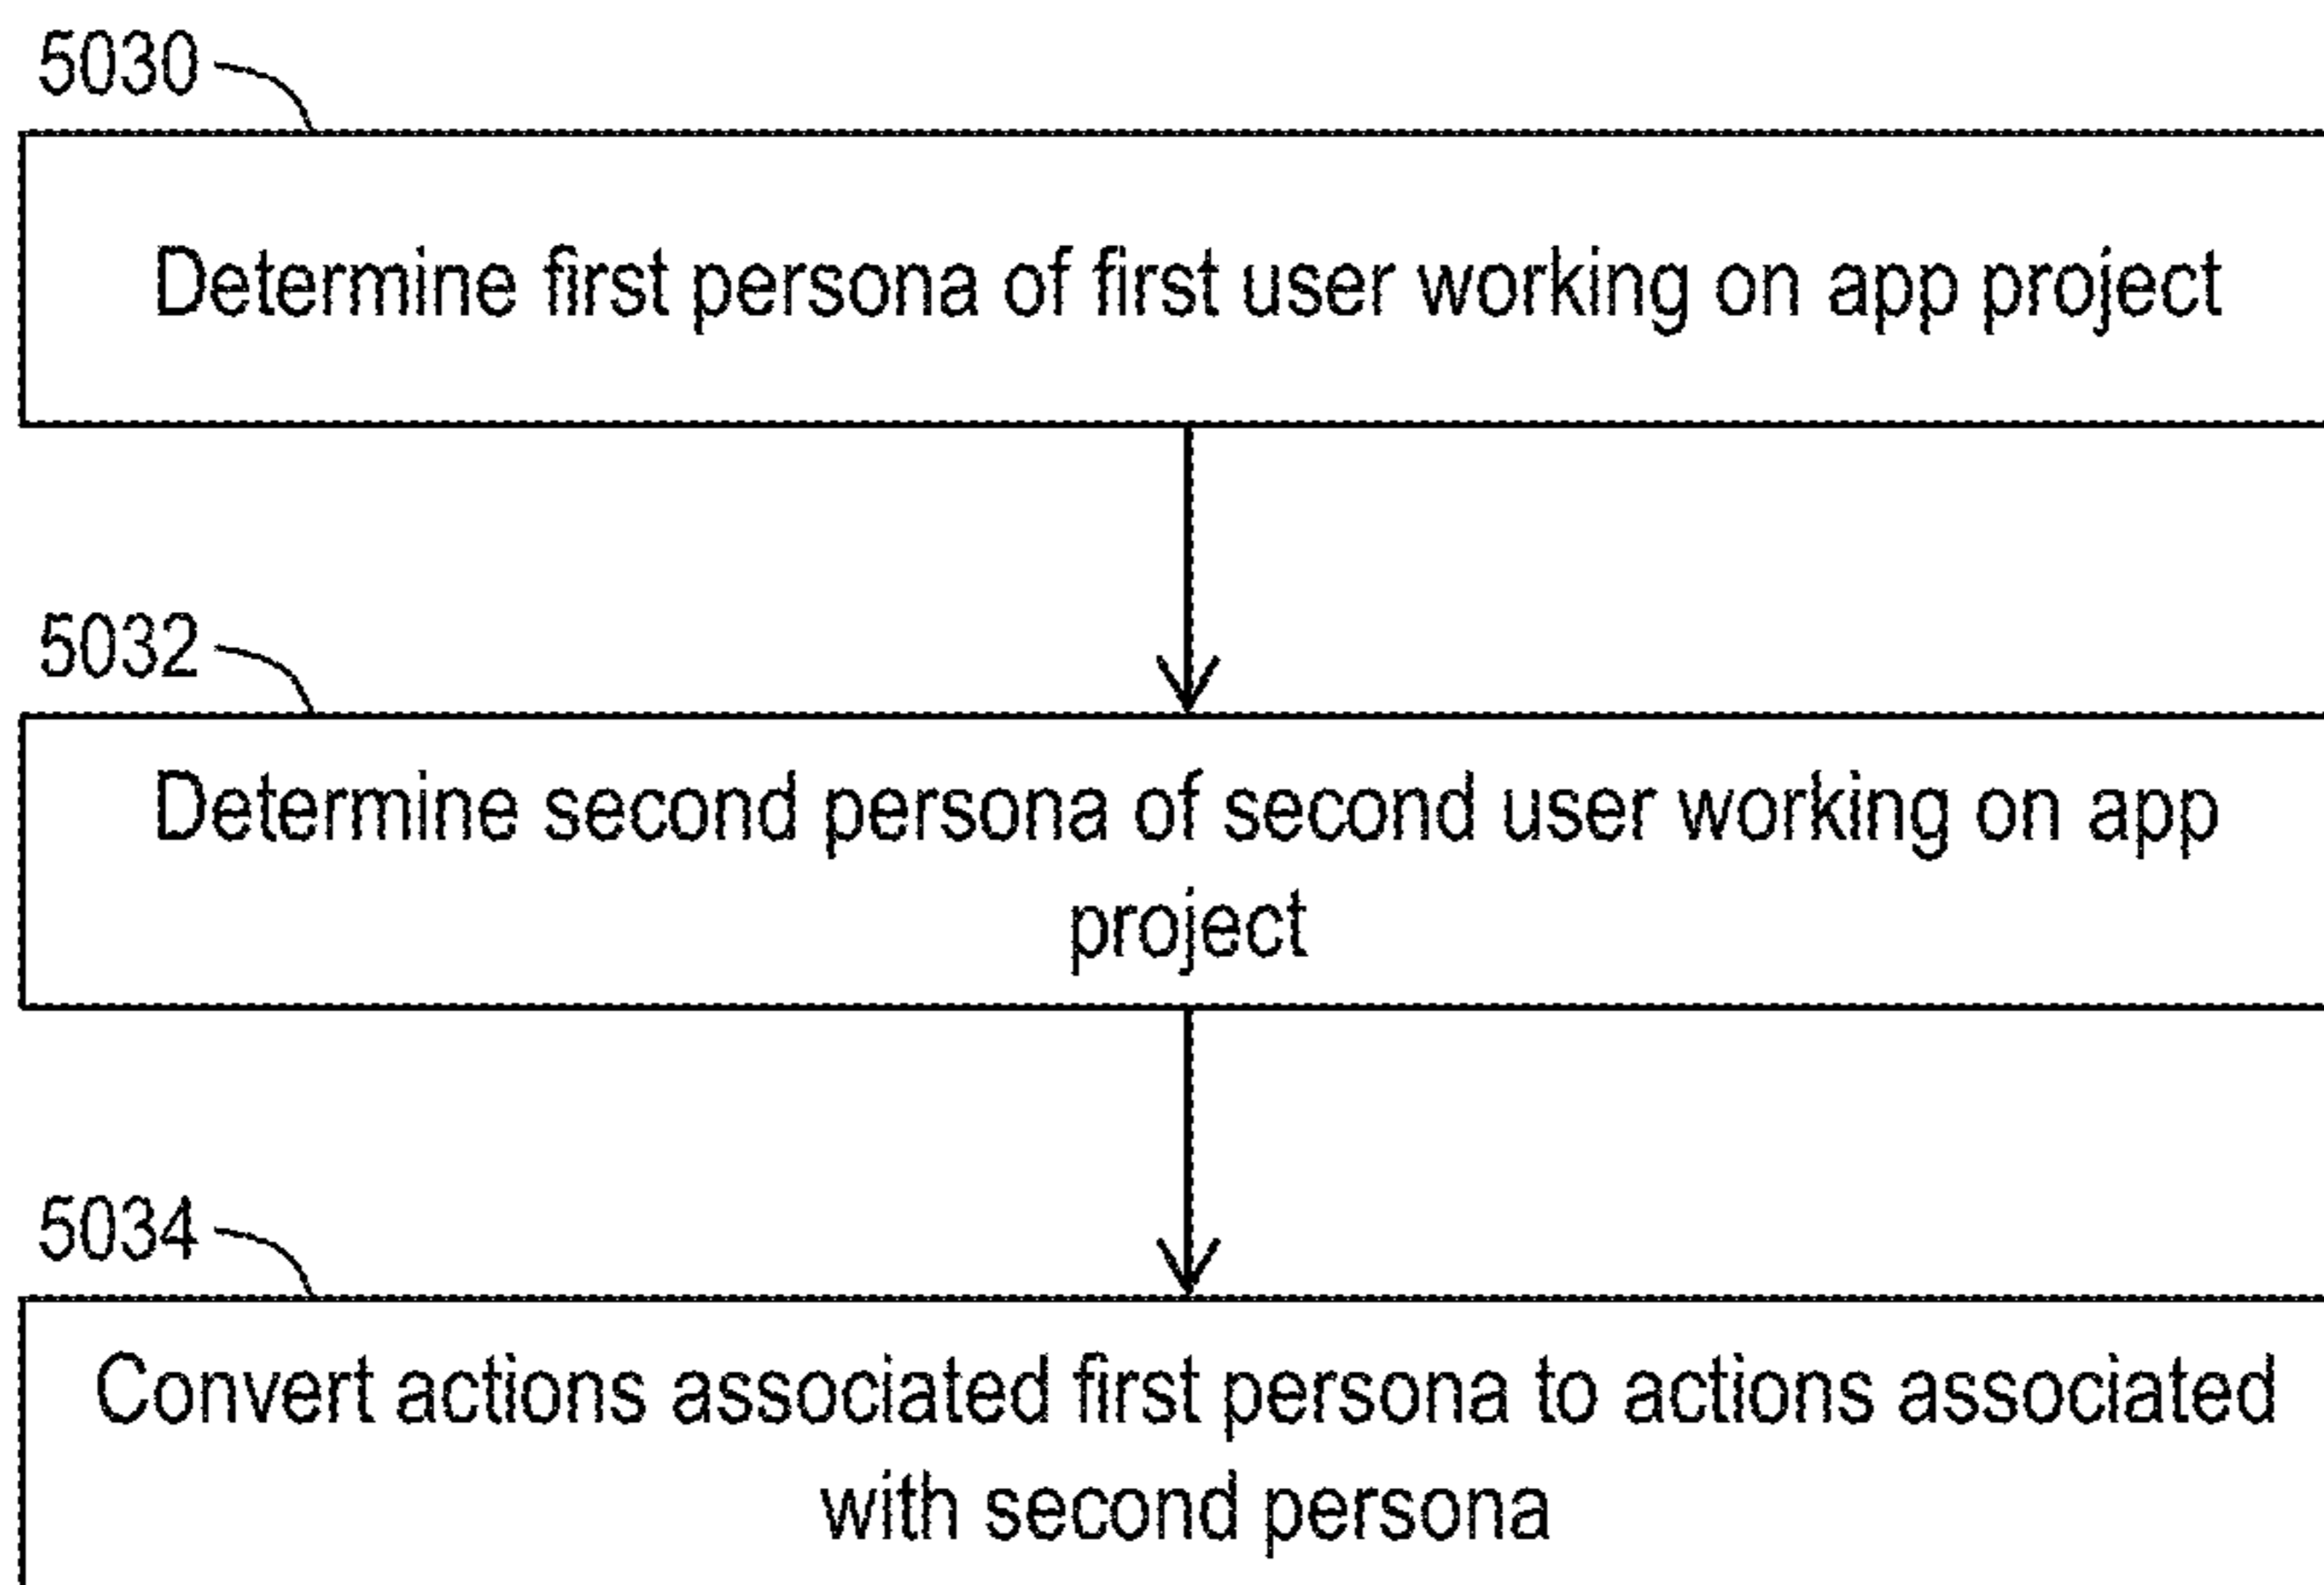 5030
Determine first persona of first user working on app project
5032
Determine second persona of second user working on app
project
5034
Convert actions associated first persona to actions associated
with second persona